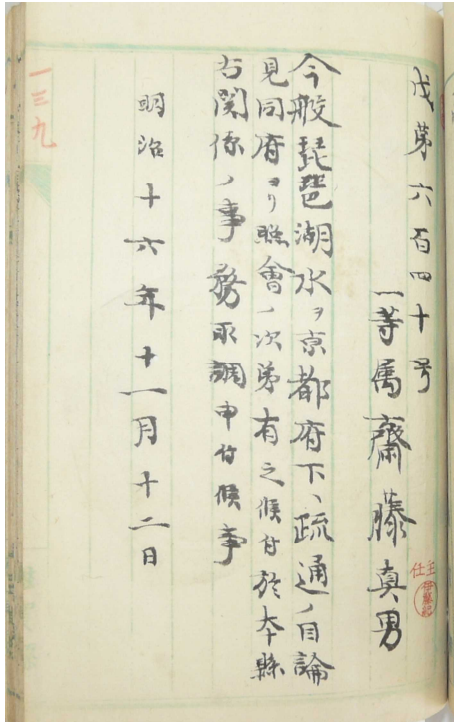 戊第六百四十号
一等属齋藤真男
主任
今般琵琶湖水ヲ京都府下ヘ疏通ノ目論
見同府ヨリ照會ノ次第有之候付於本縣
右関係ノ事務取調申付候事
明治十六年十一月十二日
一三九